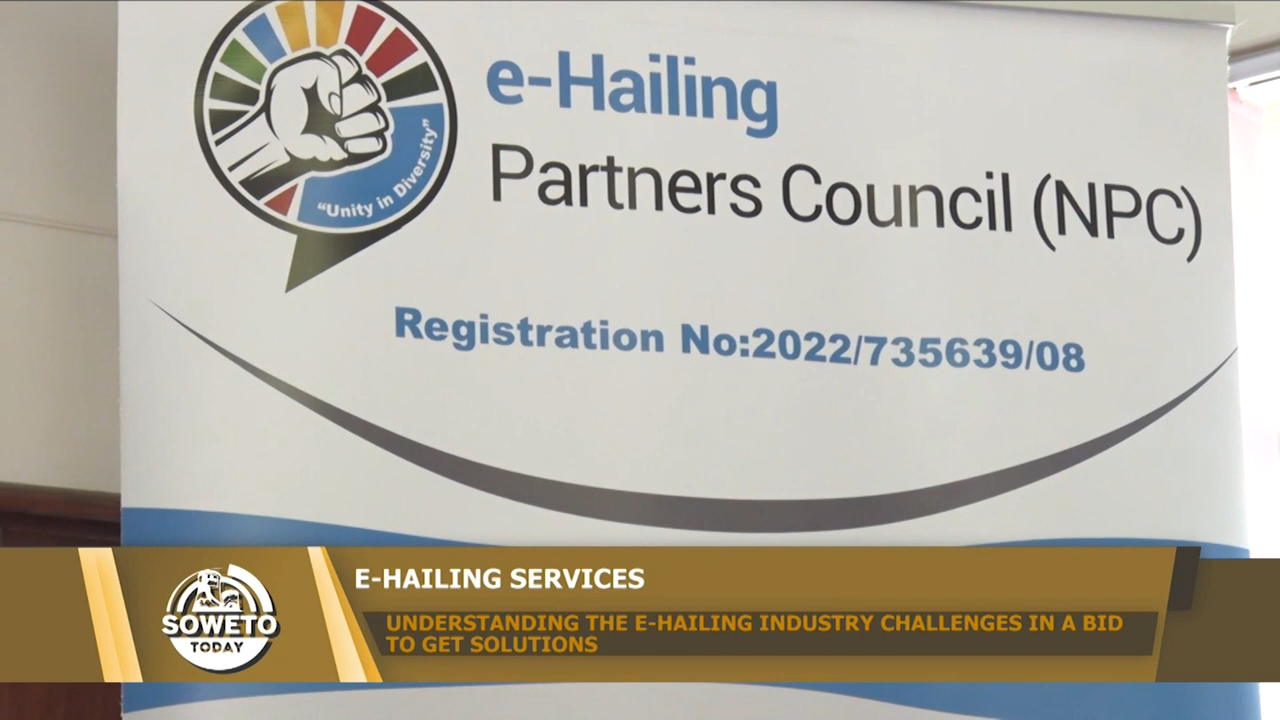 e-Hailing
Partners Council (NPC)
“Unity in Diversity”
Registration No:2022/735639/08
E-HAILING SERVICES
UNDERSTANDING THE E-HAILING INDUSTRY CHALLENGES IN A BID
TO GET SOLUTIONS
SOWETO
TODAY